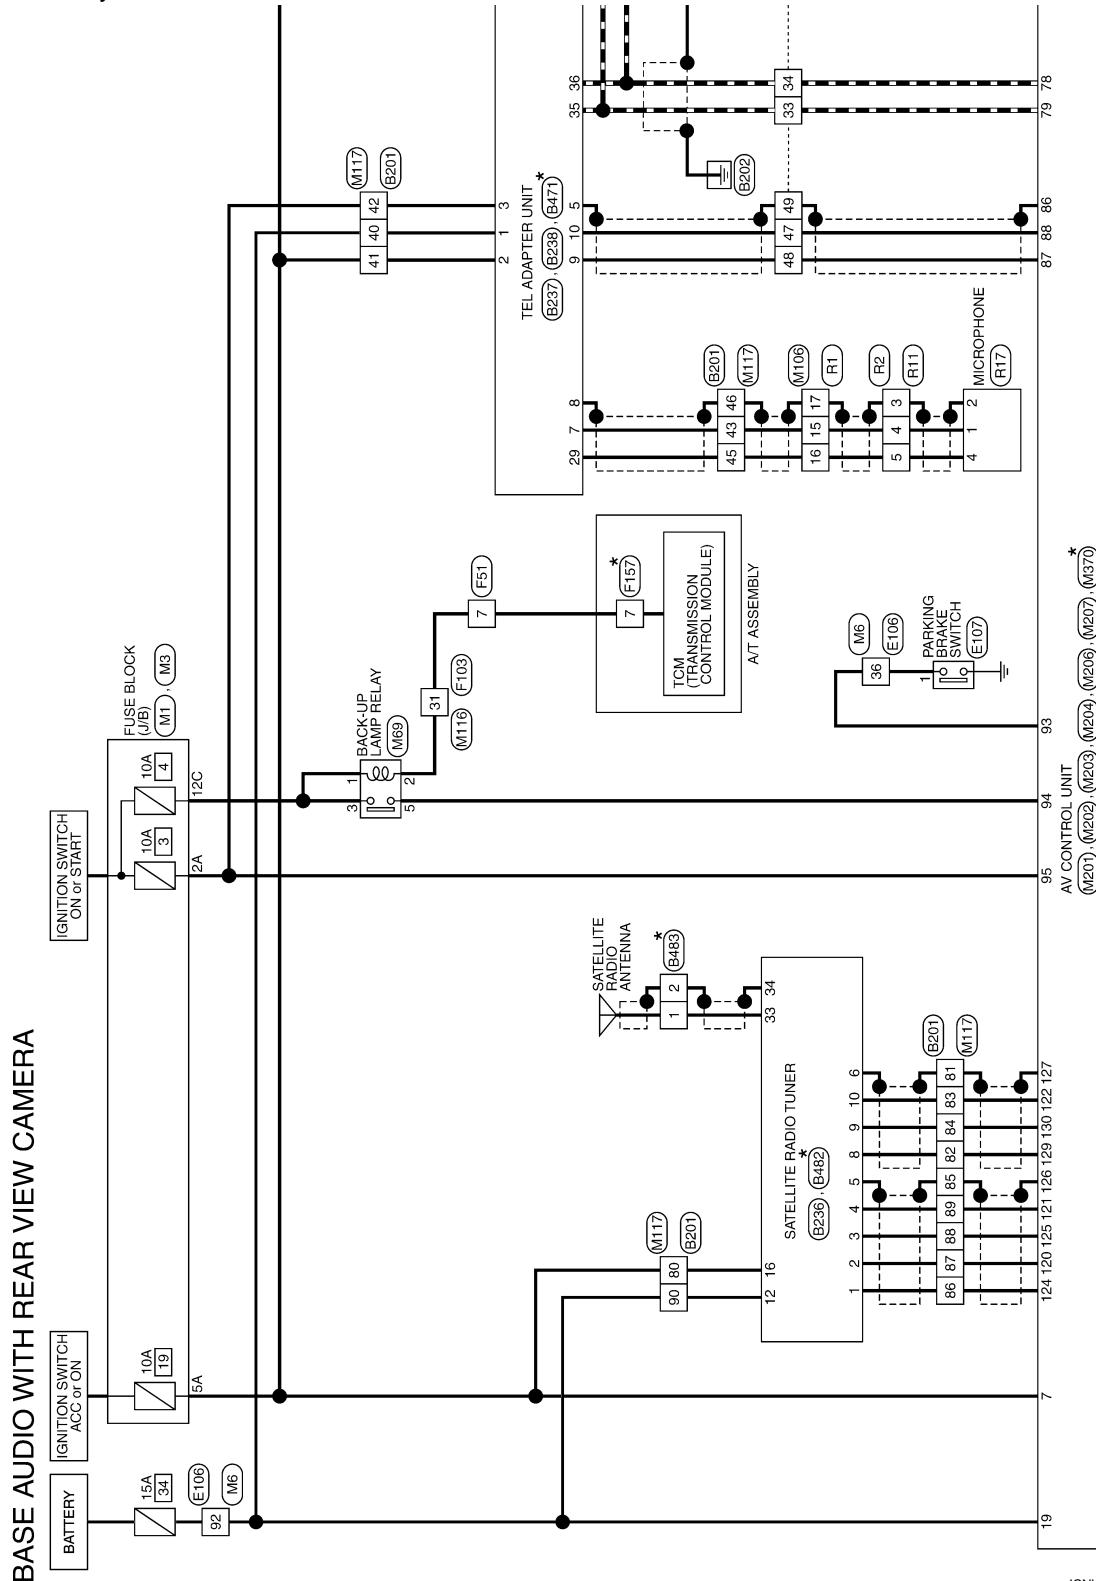 BASE AUDIO WITH REAR VIEW CAMERA
BATTERY
15A
34
E106
92
M6
19
IGNITION SWITCH
ACC or ON
10A
19
5A
7
IGNITION SWITCH
ON or START
FUSE BLOCK
(J/B)
M1 , M3
10A
3
2A
95
10A
4
12C
94
BACK-UP
LAMP RELAY
M69
1
2
3
5
M116
31
F103
7
F51
7
F157
*
TCM
(TRANSMISSION
CONTROL MODULE)
A/T ASSEMBLY
M6
36
E106
PARKING
BRAKE
SWITCH
E107
1
93
M117
41 40 42
B201
2 1 3
TEL ADAPTER UNIT
B237 , B238 , B471
*
9 10 5
48 47 49
87 88 86
35 36
33 34
79 78
B202
29 7 8
B201
45 43 46
M117
M106
16 15 17
R1
R2
5 4 3
R11
4 1 2
MICROPHONE
R17
SATELLITE
RADIO
ANTENNA
1 2
B483
*
33 34
M117
90 80
B201
12 16
SATELLITE RADIO TUNER
B236 , B482
*
1 2 3 4 5 8 9 10 6
B201
86 87 88 89 85 82 84 83 81
M117
124 120 125 121 126 129 130 122 127
AV CONTROL UNIT
M201 , M202 , M203 , M204 , M206 , M207 , M370
*